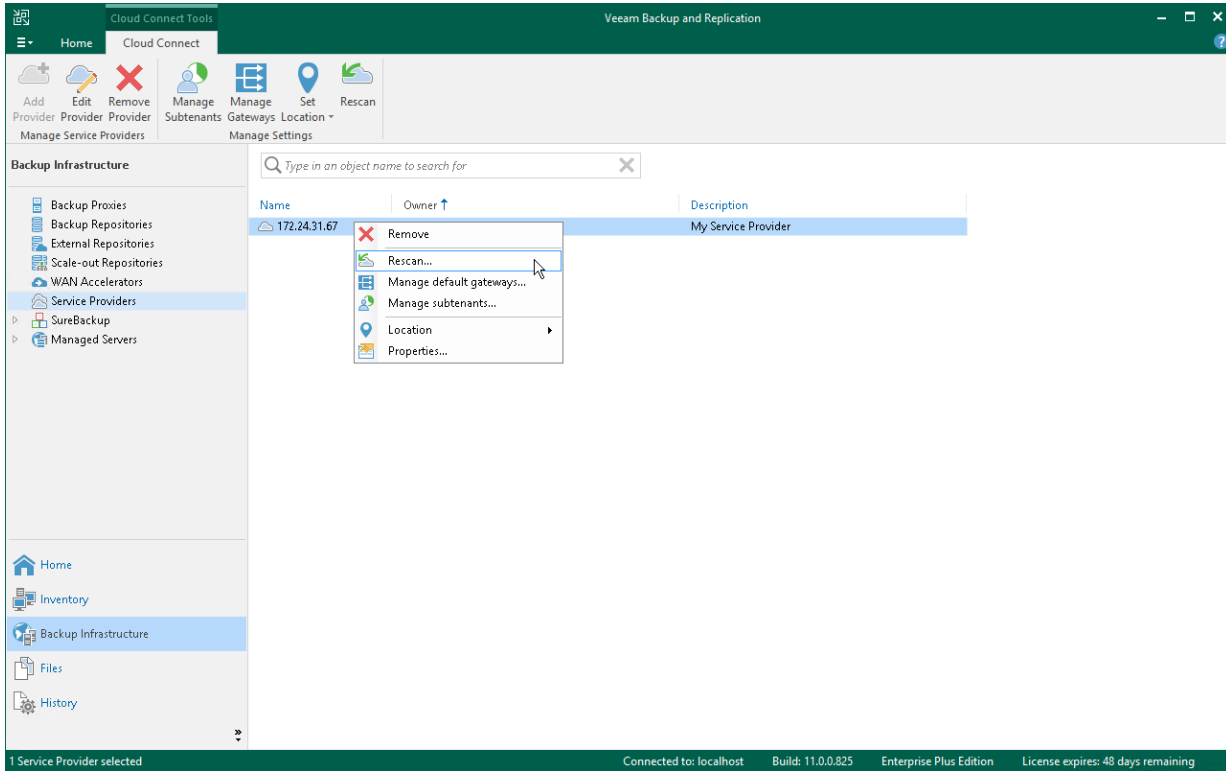 Cloud Connect Tools
Veeam Backup and Replication
Home
Cloud Connect
?
Add Provider
Edit Provider
Remove Provider
Manage Subtenants
Manage Gateways
Set Location
Rescan
Manage Service Providers
Manage Settings
Backup Infrastructure
Type in an object name to search for
Backup Proxies
Backup Repositories
External Repositories
Scale-out Repositories
WAN Accelerators
Service Providers
SureBackup
Managed Servers
Name Owner Description
172.24.31.67 My Service Provider
Remove
Rescan...
Manage default gateways...
Manage subtenants...
Location
Properties...
Home
Inventory
Backup Infrastructure
Files
History
1 Service Provider selected
Connected to: localhost
Build: 11.0.0.825
Enterprise Plus Edition
License expires: 48 days remaining